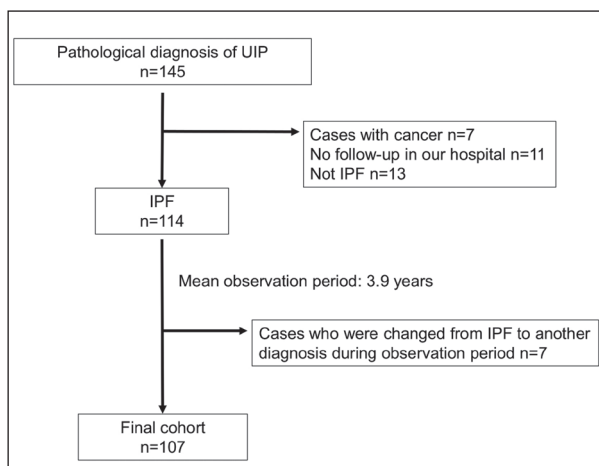 Pathological diagnosis of UIP
n=145
Cases with cancer n=7
No follow-up in our hospital n=11
Not IPF n=13
IPF
n=114
Mean observation period: 3.9 years
Cases who were changed from IPF to another
diagnosis during observation period n=7
Final cohort
n=107